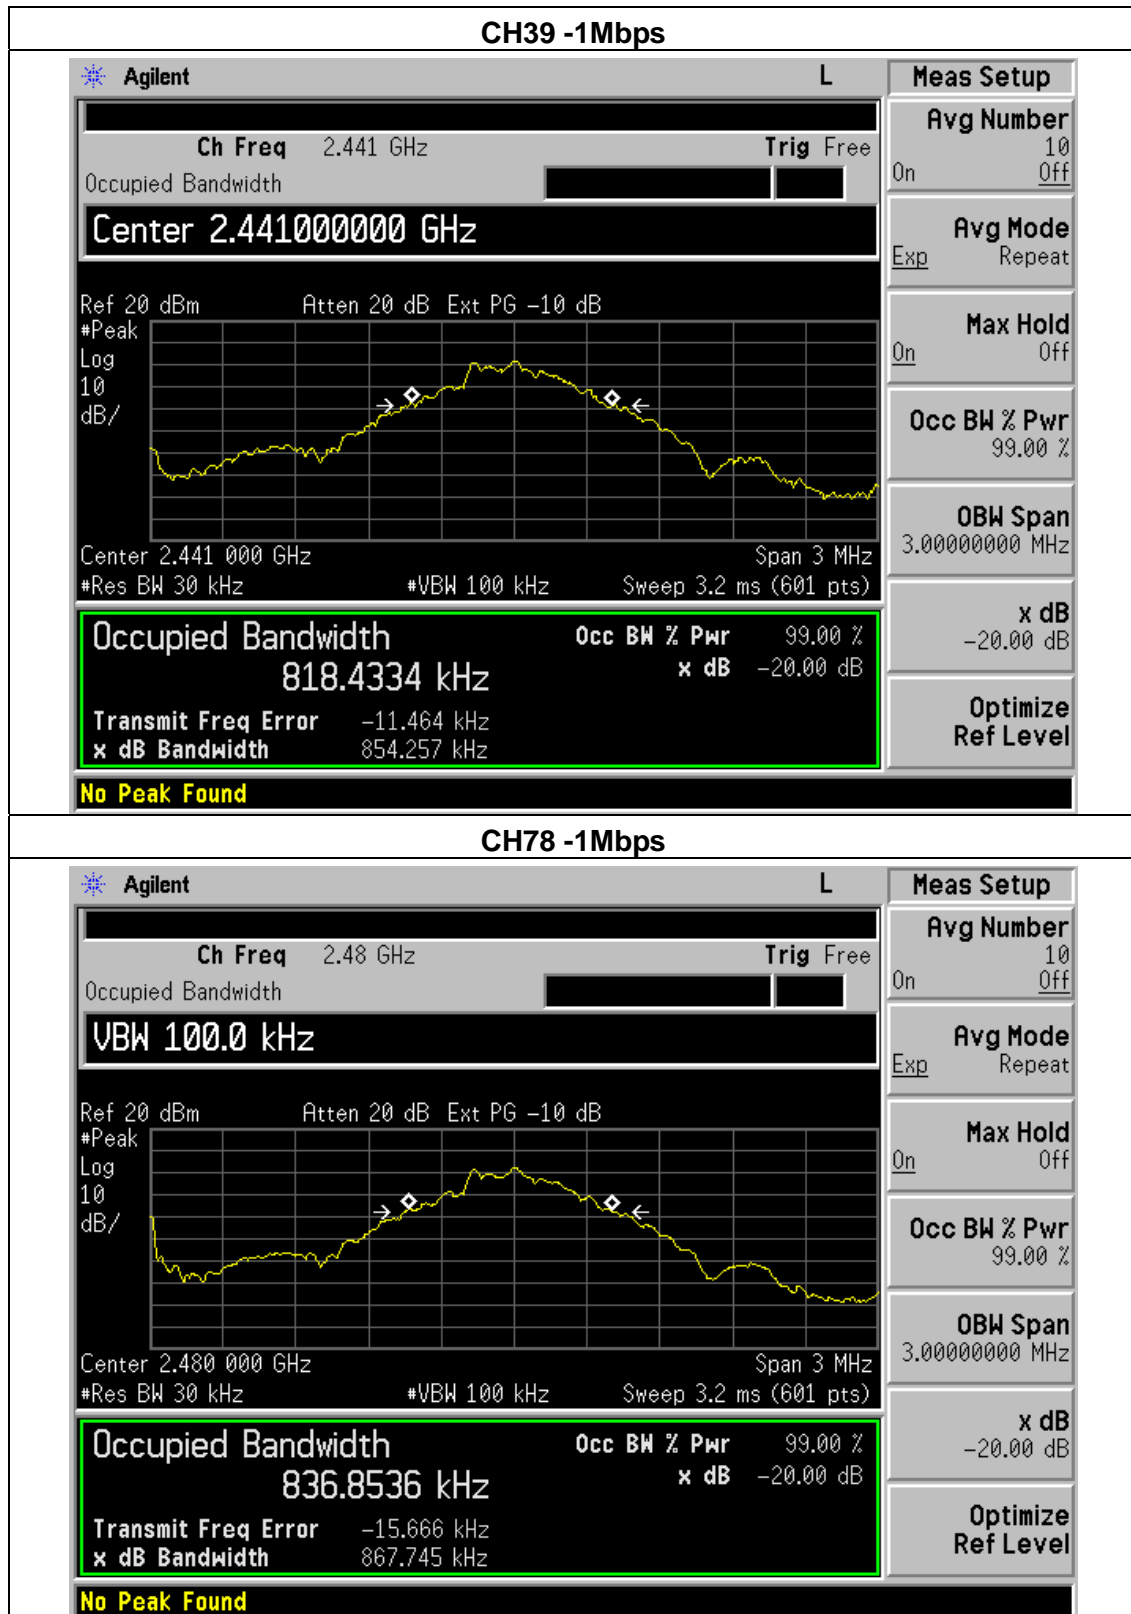 CH39 -1Mbps
Agilent L Meas Setup
Ch Freq 2.441 GHz Trig Free
Occupied Bandwidth
Center 2.441000000 GHz
Ref 20 dBm Atten 20 dB Ext PG -10 dB
#Peak
Log
10
dB/
Center 2.441 000 GHz Span 3 MHz
#Res BW 30 kHz #VBW 100 kHz Sweep 3.2 ms (601 pts)
Occupied Bandwidth Occ BW % Pwr 99.00 %
818.4334 kHz x dB -20.00 dB
Transmit Freq Error -11.464 kHz
x dB Bandwidth 854.257 kHz
No Peak Found
Avg Number
10
On Off
Avg Mode
Exp Repeat
Max Hold
On Off
Occ BW % Pwr
99.00 %
OBW Span
3.00000000 MHz
x dB
-20.00 dB
Optimize
Ref Level
CH78 -1Mbps
Agilent L Meas Setup
Ch Freq 2.48 GHz Trig Free
Occupied Bandwidth
VBW 100.0 kHz
Ref 20 dBm Atten 20 dB Ext PG -10 dB
#Peak
Log
10
dB/
Center 2.480 000 GHz Span 3 MHz
#Res BW 30 kHz #VBW 100 kHz Sweep 3.2 ms (601 pts)
Occupied Bandwidth Occ BW % Pwr 99.00 %
836.8536 kHz x dB -20.00 dB
Transmit Freq Error -15.666 kHz
x dB Bandwidth 867.745 kHz
No Peak Found
Avg Number
10
On Off
Avg Mode
Exp Repeat
Max Hold
On Off
Occ BW % Pwr
99.00 %
OBW Span
3.00000000 MHz
x dB
-20.00 dB
Optimize
Ref Level